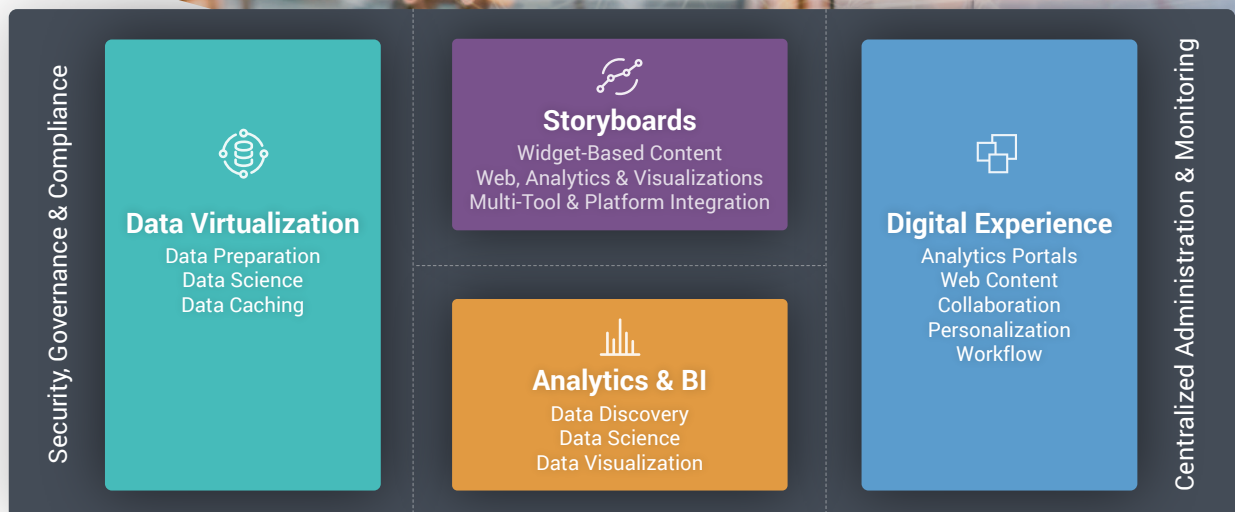 Security, Governance & Compliance
Data Virtualization
Data Preparation
Data Science
Data Caching
Storyboards
Widget-Based Content
Web, Analytics & Visualizations
Multi-Tool & Platform Integration
Analytics & BI
Data Discovery
Data Science
Data Visualization
Digital Experience
Analytics Portals
Web Content
Collaboration
Personalization
Workflow
Centralized Administration & Monitoring